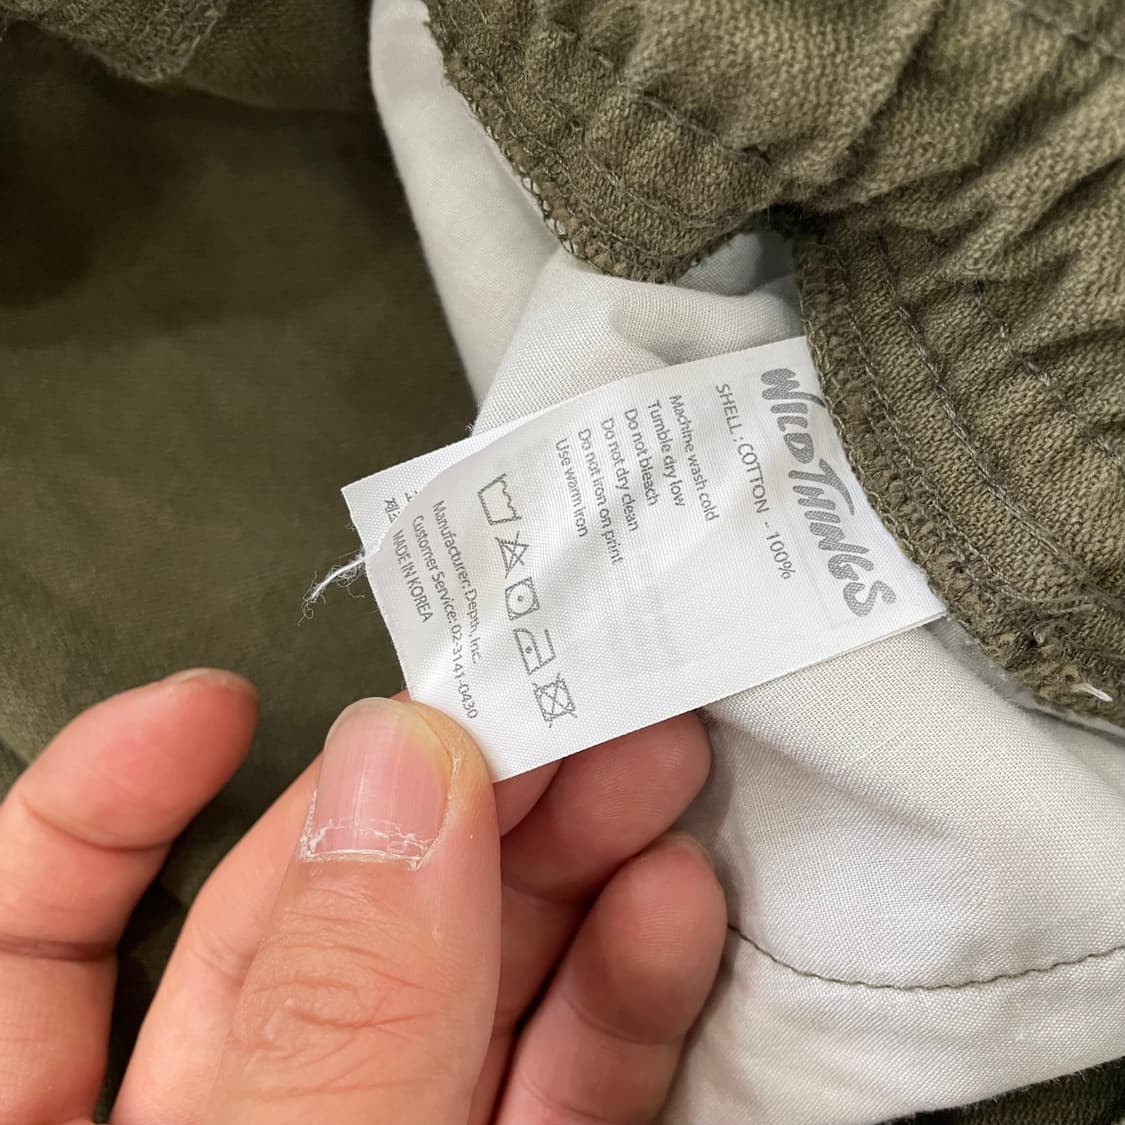 WILD THINGS
SHELL : COTTON - 100%
Machine wash cold
Tumble dry low
Do not bleach
Do not dry clean
Do not iron on print
Use warm iron
Manufacturer: Depth, Inc.
Customer Service: 02-3141-0430
MADE IN KOREA